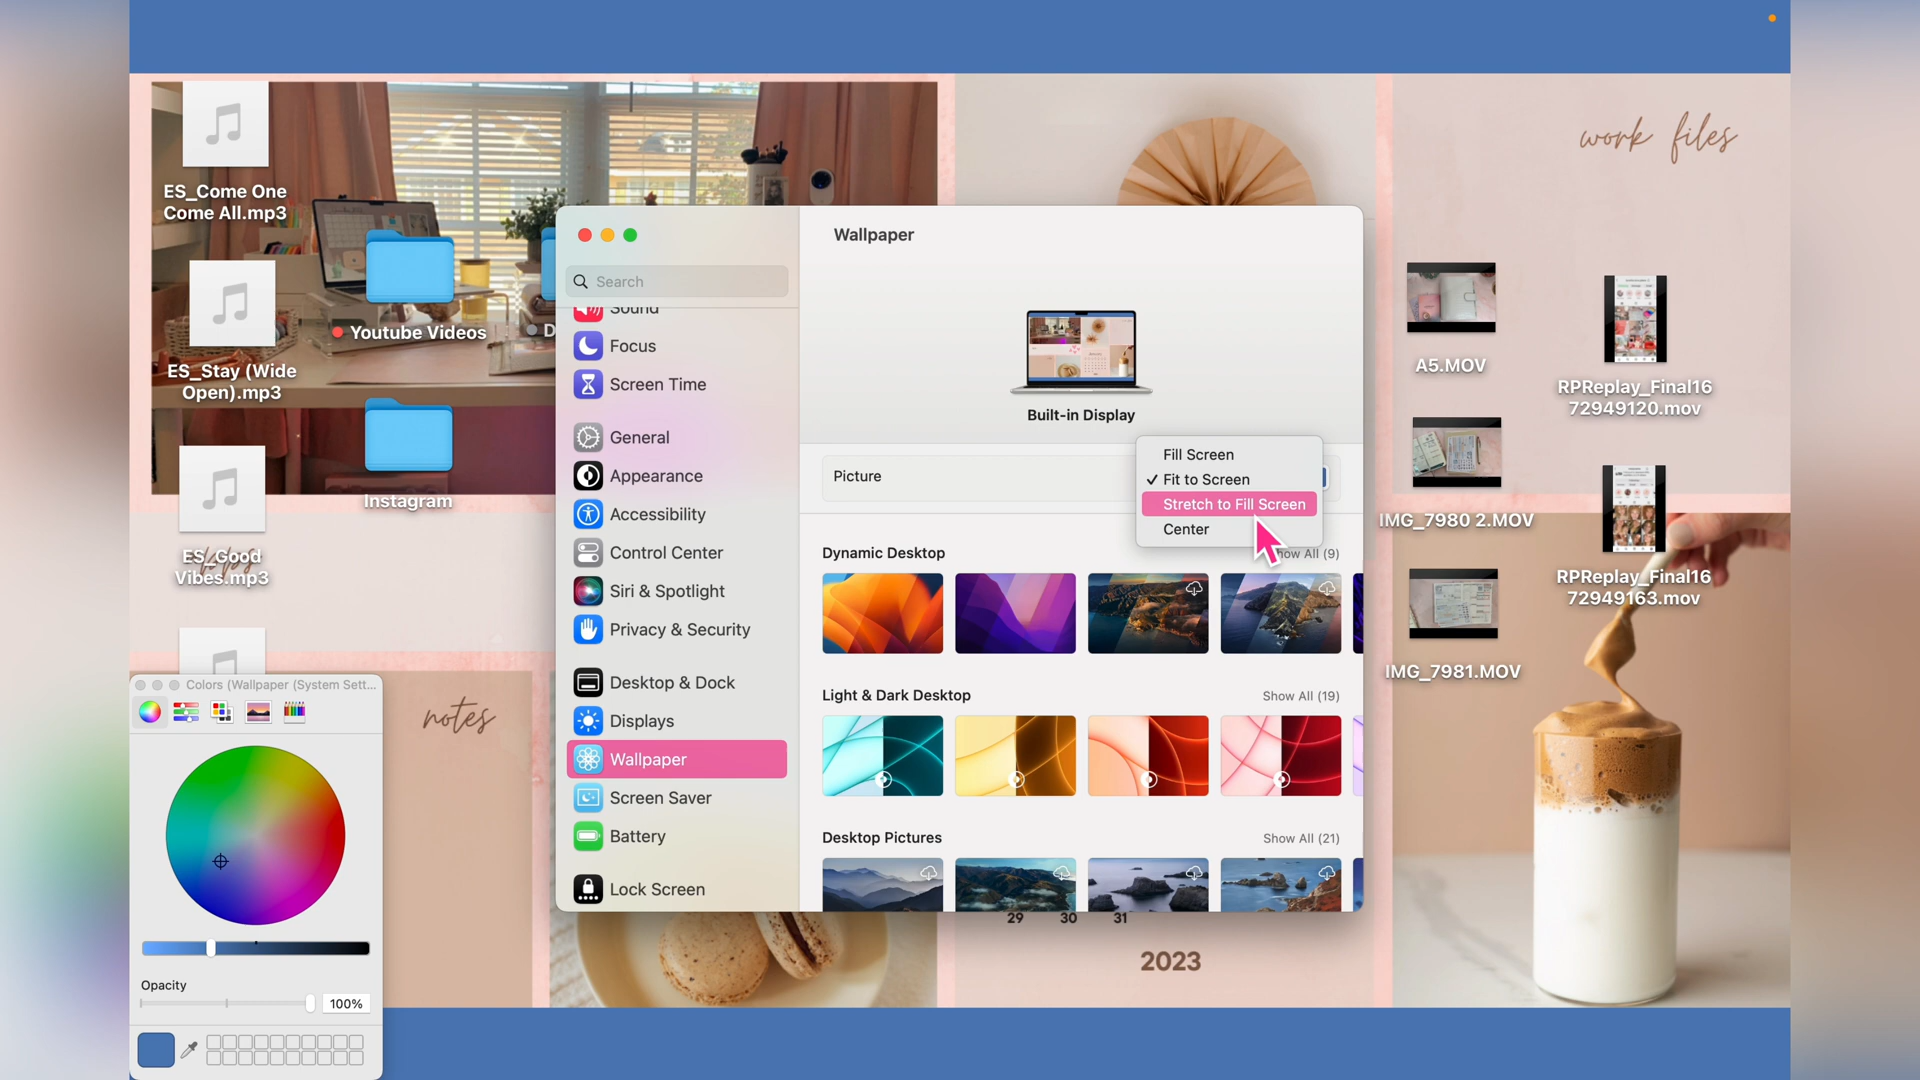 work files
ES_Come One
Come All.mp3
Wallpaper
Search
Youtube Videos
D
Sound
Focus
ES_Stay (Wide
Open).mp3
Screen Time
A5.MOV
RPReplay_Final16
72949120.mov
Built-in Display
General
Fill Screen
Picture
✓ Fit to Screen
Appearance
Instagram
Stretch to Fill Screen
Accessibility
Center
IMG_7980 2.MOV
ES_Good
Vibes.mp3
Control Center
Dynamic Desktop
how All (9)
Siri & Spotlight
RPReplay_Final16
72949163.mov
Privacy & Security
IMG_7981.MOV
Colors (Wallpaper (System Sett...
Desktop & Dock
Light & Dark Desktop
Show All (19)
notes
Displays
Wallpaper
Screen Saver
Battery
Desktop Pictures
Show All (21)
Lock Screen
29 30 31
2023
Opacity
100%